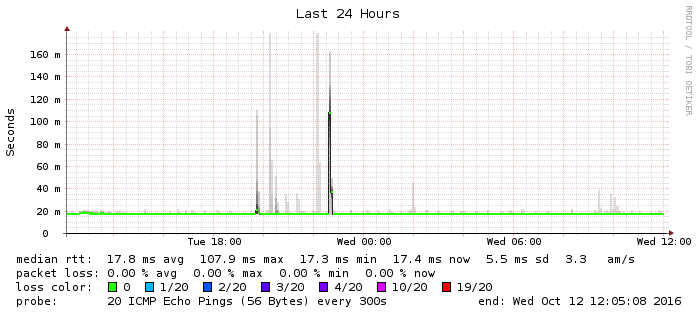 Last 24 Hours
RRDTOOL / TOBI OETIKER
Seconds
160 m
140 m
120 m
100 m
80 m
60 m
40 m
20 m
0
Tue 18:00 Wed 00:00 Wed 06:00 Wed 12:00
median rtt: 17.8 ms avg 107.9 ms max 17.3 ms min 17.4 ms now 5.5 ms sd 3.3 am/s
packet loss: 0.00 % avg 0.00 % max 0.00 % min 0.00 % now
loss color: 0 1/20 2/20 3/20 4/20 10/20 19/20
probe: 20 ICMP Echo Pings (56 Bytes) every 300s end: Wed Oct 12 12:05:08 2016